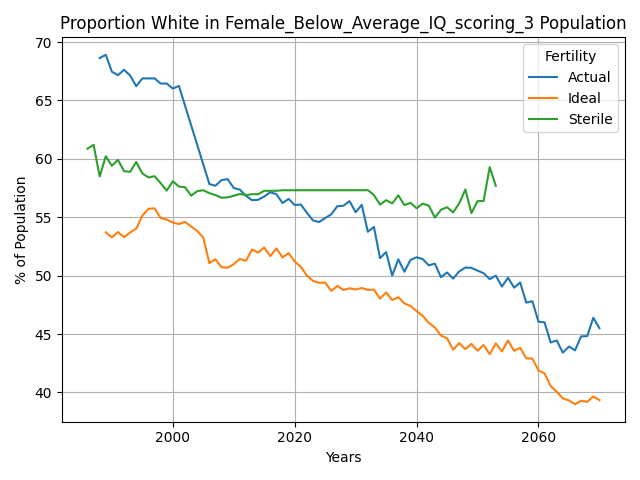 Proportion White in Female_Below_Average_IQ_scoring_3 Population
Fertility
Actual
Ideal
Sterile
% of Population
70
65
60
55
50
45
40
2000
2020
2040
2060
Years